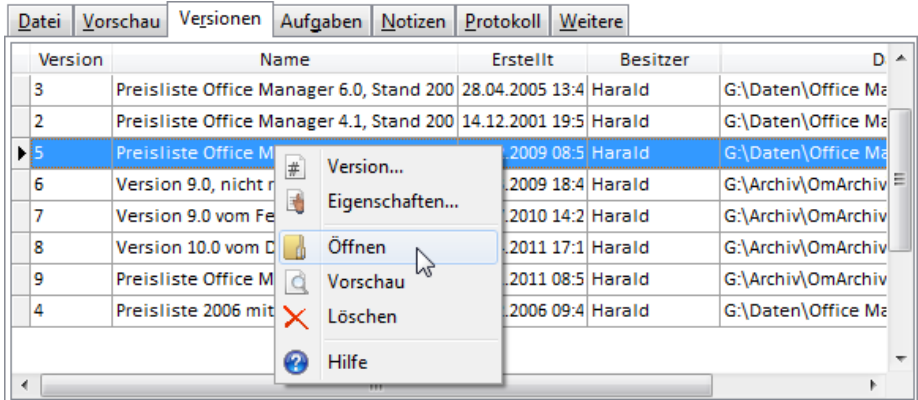 Datei Vorschau Versionen Aufgaben Notizen Protokoll Weitere
Version Name Erstellt Besitzer
3 Preisliste Office Manager 6.0, Stand 200 28.04.2005 13:4 Harald G:\Daten\Office Ma
2 Preisliste Office Manager 4.1, Stand 200 14.12.2001 19:5 Harald G:\Daten\Office Ma
5 Preisliste Office M .2009 08:5 Harald G:\Daten\Office Ma
# Version...
6 Version 9.0, nicht .2009 18:4 Harald G:\Archiv\OmArchiv
Eigenschaften...
7 Version 9.0 vom Fe .2010 14:2 Harald G:\Archiv\OmArchiv
8 Version 10.0 vom D .2011 17:1 Harald G:\Archiv\OmArchiv
Öffnen
9 Preisliste Office M .2011 08:5 Harald G:\Archiv\OmArchiv
Vorschau
4 Preisliste 2006 mit .2006 09:4 Harald G:\Daten\Office Ma
Löschen
Hilfe